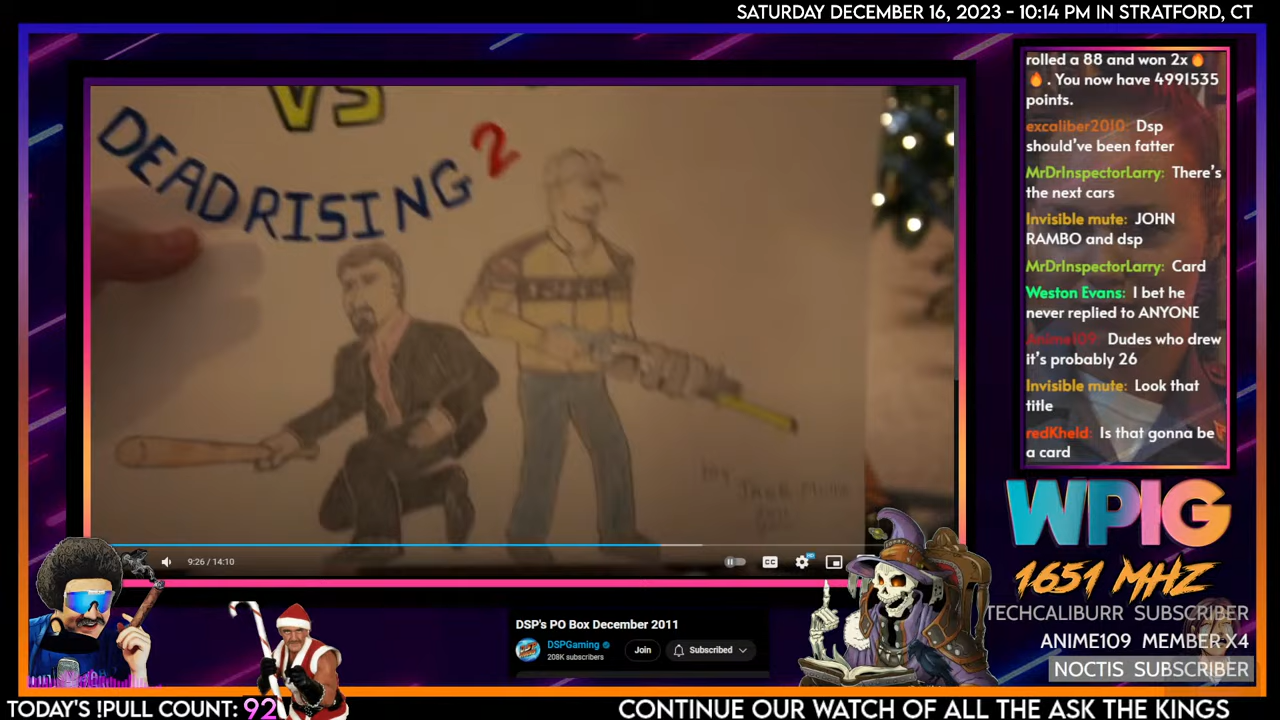 SATURDAY DECEMBER 16, 2023 - 10:14 PM IN STRATFORD, CT
VS
DEADRISING 2
rolled a 88 and won 2x🔥
🔥. You now have 4991535
points.
excaliber2010: Dsp
should've been fatter
MrDrInspectorLarry: There's
the next cars
Invisible mute: JOHN
RAMBO and dsp
MrDrInspectorLarry: Card
Weston Evans: I bet he
never replied to ANYONE
Anime109: Dudes who drew
it's probably 26
Invisible mute: Look that
title
redKheld: Is that gonna be
a card
9:26 / 14:10
CC
HD
WPIG
1651 MHZ
TECHCALIBURR SUBSCRIBER
ANIME109 MEMBER X4
NOCTIS SUBSCRIBER
DSP's PO Box December 2011
DSPGaming
208K subscribers
Join
Subscribed
TODAY'S !PULL COUNT: 92
CONTINUE OUR WATCH OF ALL THE ASK THE KINGS